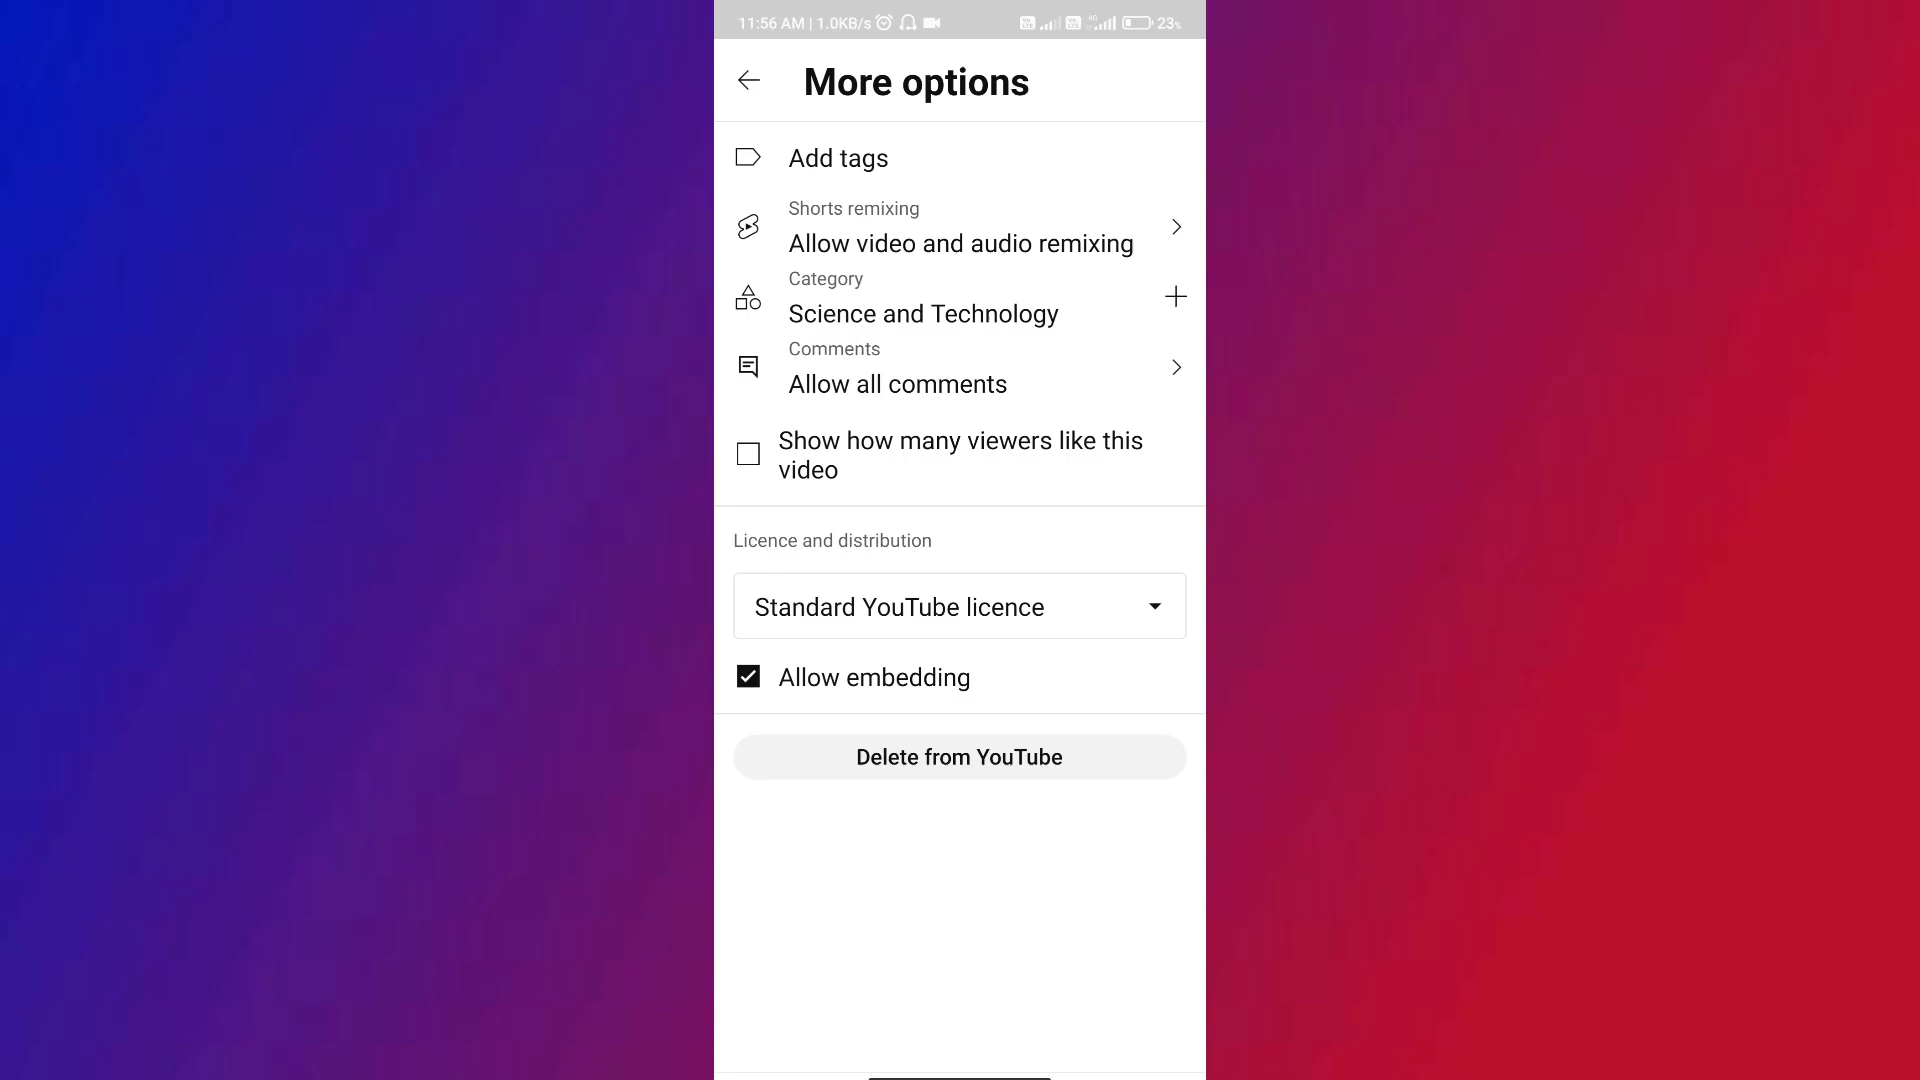 11:56 AM | 1.0KB/s 23%
More options
Add tags
Shorts remixing
Allow video and audio remixing
Category
Science and Technology
Comments
Allow all comments
Show how many viewers like this
video
Licence and distribution
Standard YouTube licence
Allow embedding
Delete from YouTube